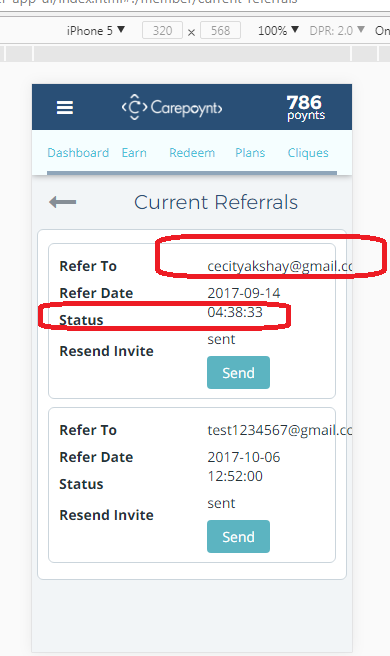 app-ui/index.html#!/member/current-referrals
iPhone 5 ▼ 320 × 568 100% ▼ DPR: 2.0 ▼ On
Carepoynt 786
poynts
Dashboard Earn Redeem Plans Cliques
Current Referrals
Refer To cecityakshay@gmail.co
Refer Date 2017-09-14
04:38:33
Status
sent
Resend Invite
Send
Refer To test1234567@gmail.co
Refer Date 2017-10-06
12:52:00
Status
sent
Resend Invite
Send